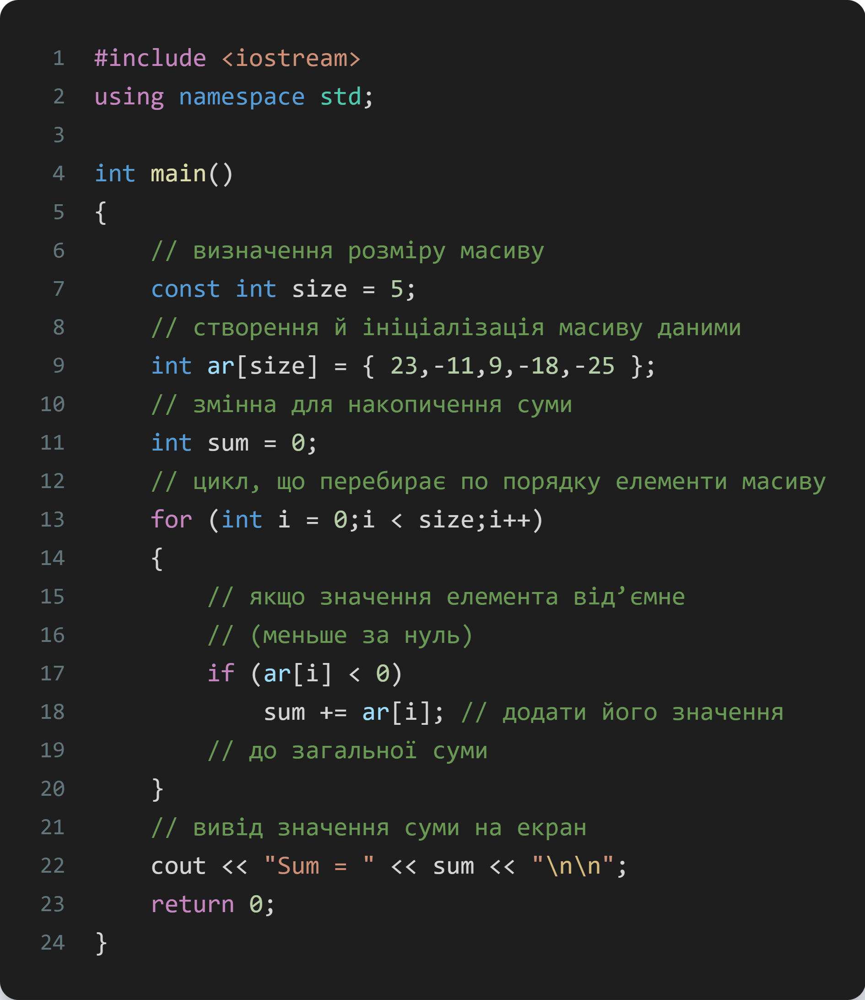 1 #include <iostream>
2 using namespace std;
3
4 int main()
5 {
6     // визначення розміру масиву
7     const int size = 5;
8     // створення й ініціалізація масиву даними
9     int ar[size] = { 23,-11,9,-18,-25 };
10     // змінна для накопичення суми
11     int sum = 0;
12     // цикл, що перебирає по порядку елементи масиву
13     for (int i = 0;i < size;i++)
14     {
15         // якщо значення елемента від’ємне
16         // (меньше за нуль)
17         if (ar[i] < 0)
18             sum += ar[i]; // додати його значення
19         // до загальної суми
20     }
21     // вивід значення суми на екран
22     cout << "Sum = " << sum << "\n\n";
23     return 0;
24 }